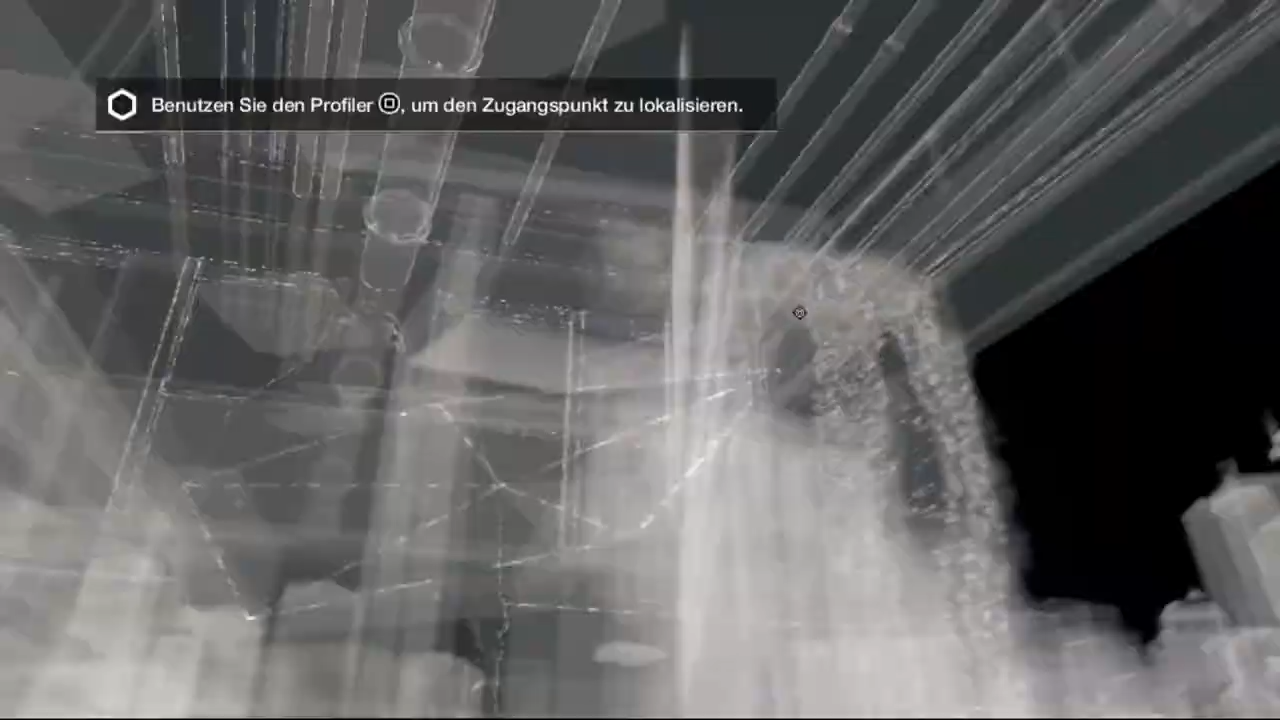 Benutzen Sie den Profiler , um den Zugangspunkt zu lokalisieren.